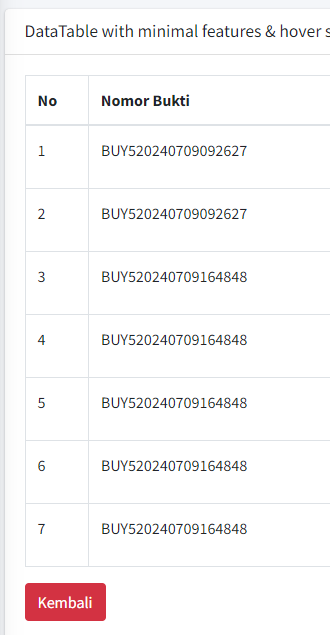 DataTable with minimal features & hover s
No Nomor Bukti
1 BUY520240709092627
2 BUY520240709092627
3 BUY520240709164848
4 BUY520240709164848
5 BUY520240709164848
6 BUY520240709164848
7 BUY520240709164848
Kembali